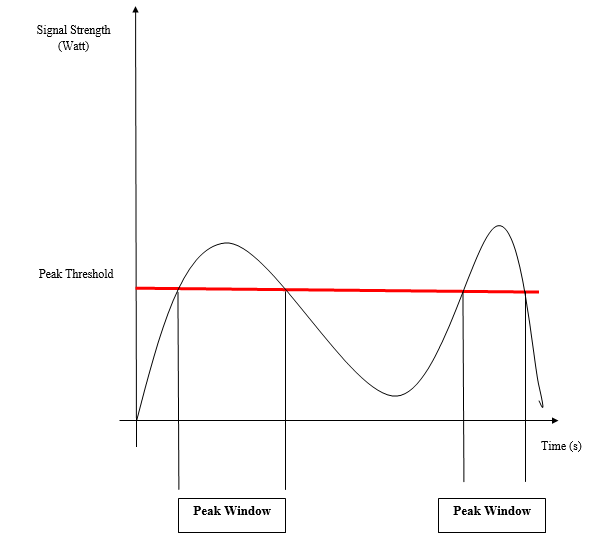 Signal Strength
(Watt)
Peak Threshold
Time (s)
Peak Window
Peak Window